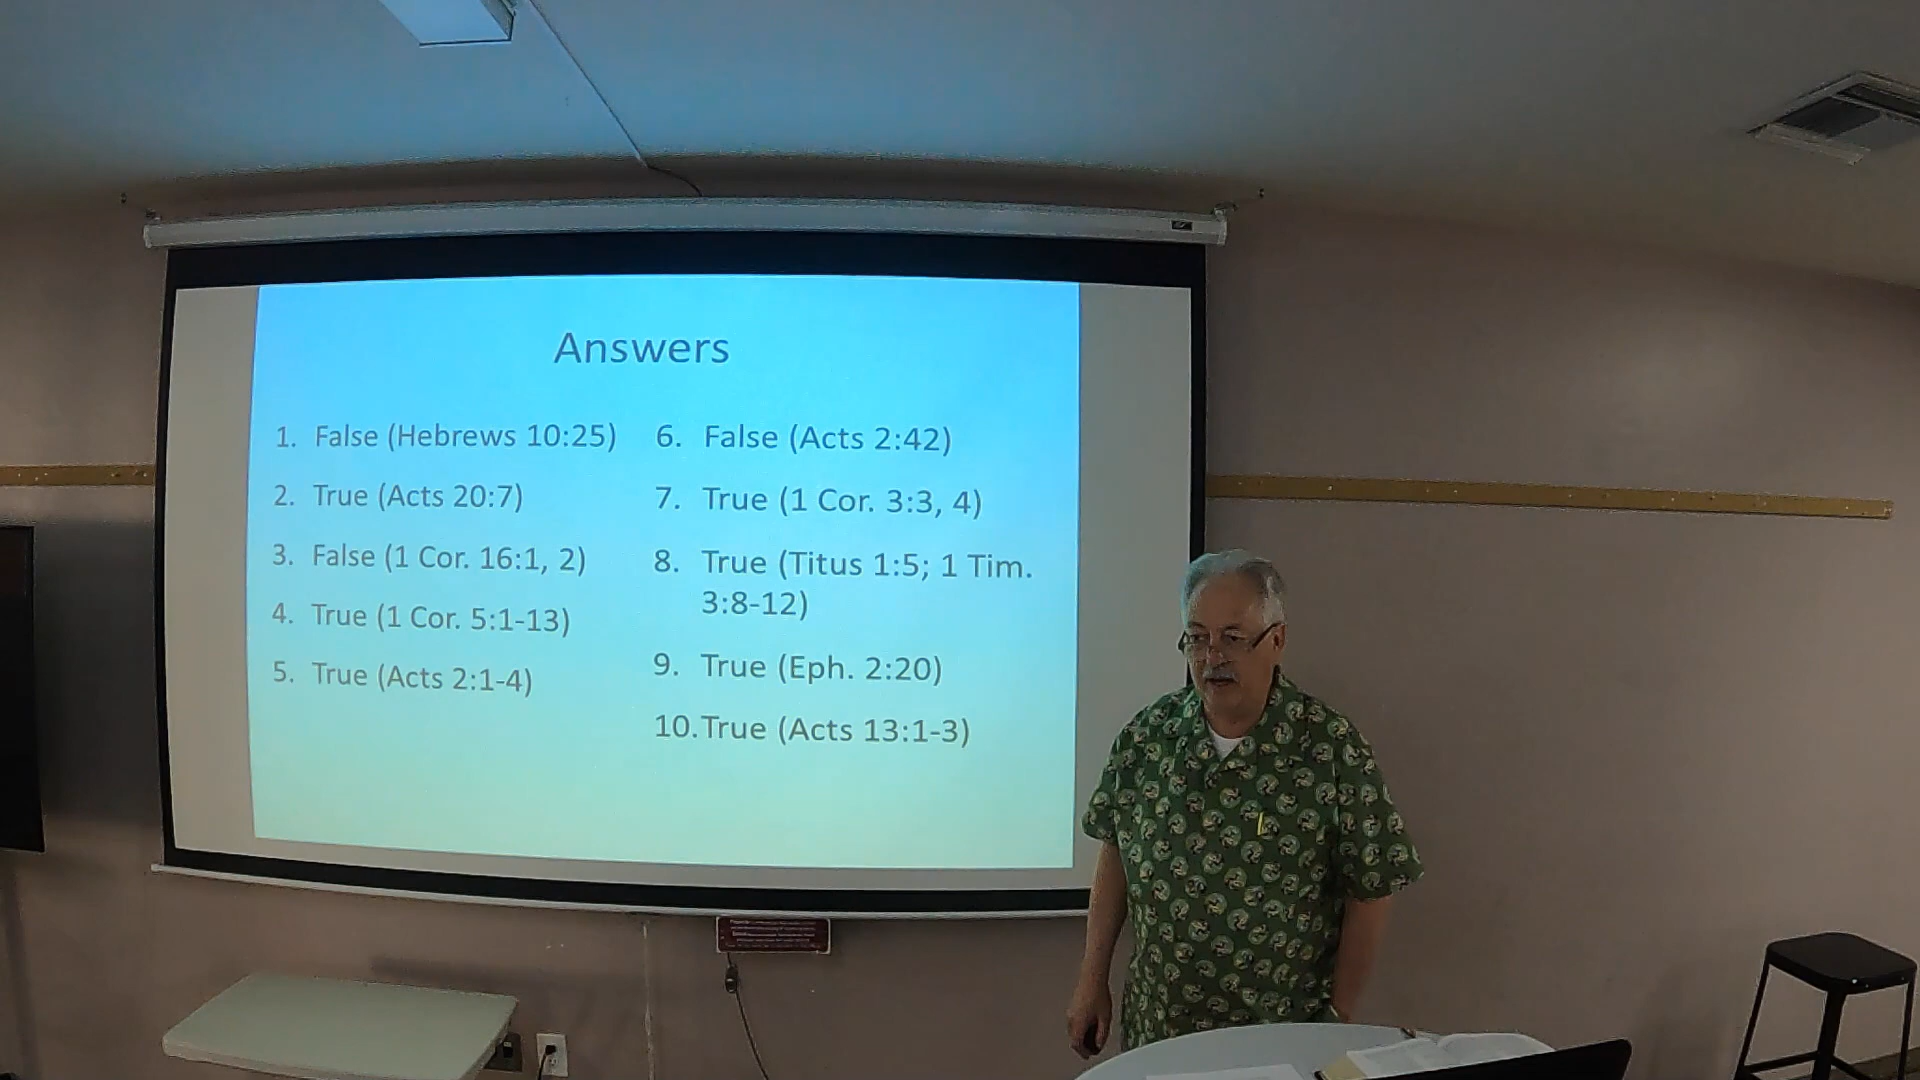 Answers
1. False (Hebrews 10:25)
2. True (Acts 20:7)
3. False (1 Cor. 16:1, 2)
4. True (1 Cor. 5:1-13)
5. True (Acts 2:1-4)
6. False (Acts 2:42)
7. True (1 Cor. 3:3, 4)
8. True (Titus 1:5; 1 Tim.
3:8-12)
9. True (Eph. 2:20)
10. True (Acts 13:1-3)